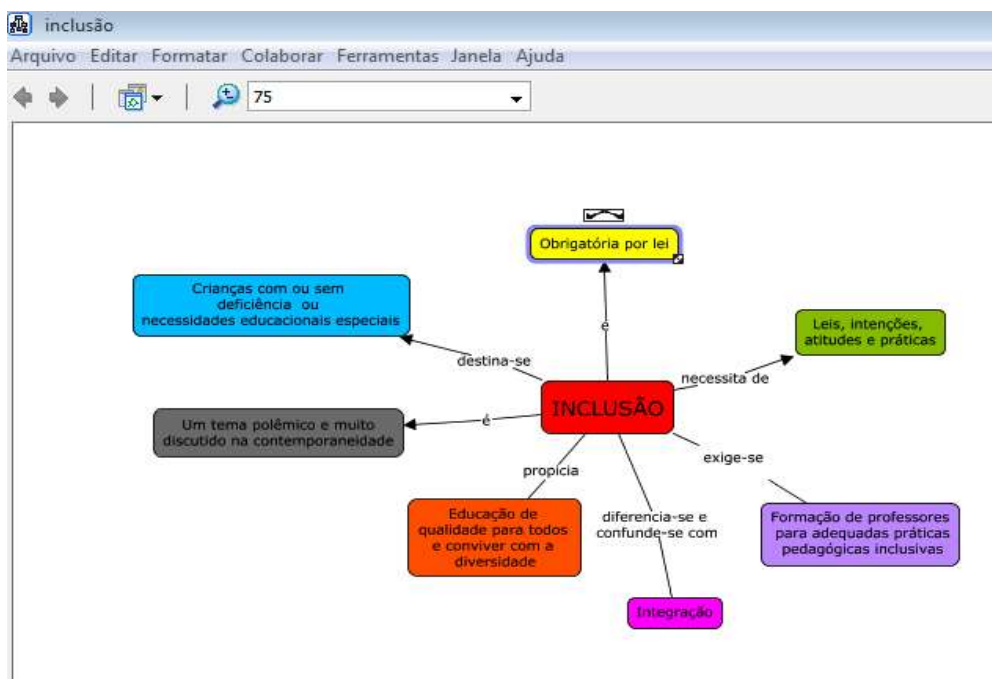 inclusão
Arquivo Editar Formatar Colaborar Ferramentas Janela Ajuda
75
Obrigatória por lei
é
Crianças com ou sem
deficiência ou
necessidades educacionais especiais
destina-se
Leis, intenções,
atitudes e práticas
necessita de
INCLUSÃO
Um tema polêmico e muito
discutido na contemporaneidade
é
propicia
exige-se
Educação de
qualidade para todos
e conviver com a
diversidade
diferencia-se e
confunde-se com
Formação de professores
para adequadas práticas
pedagógicas inclusivas
Integração